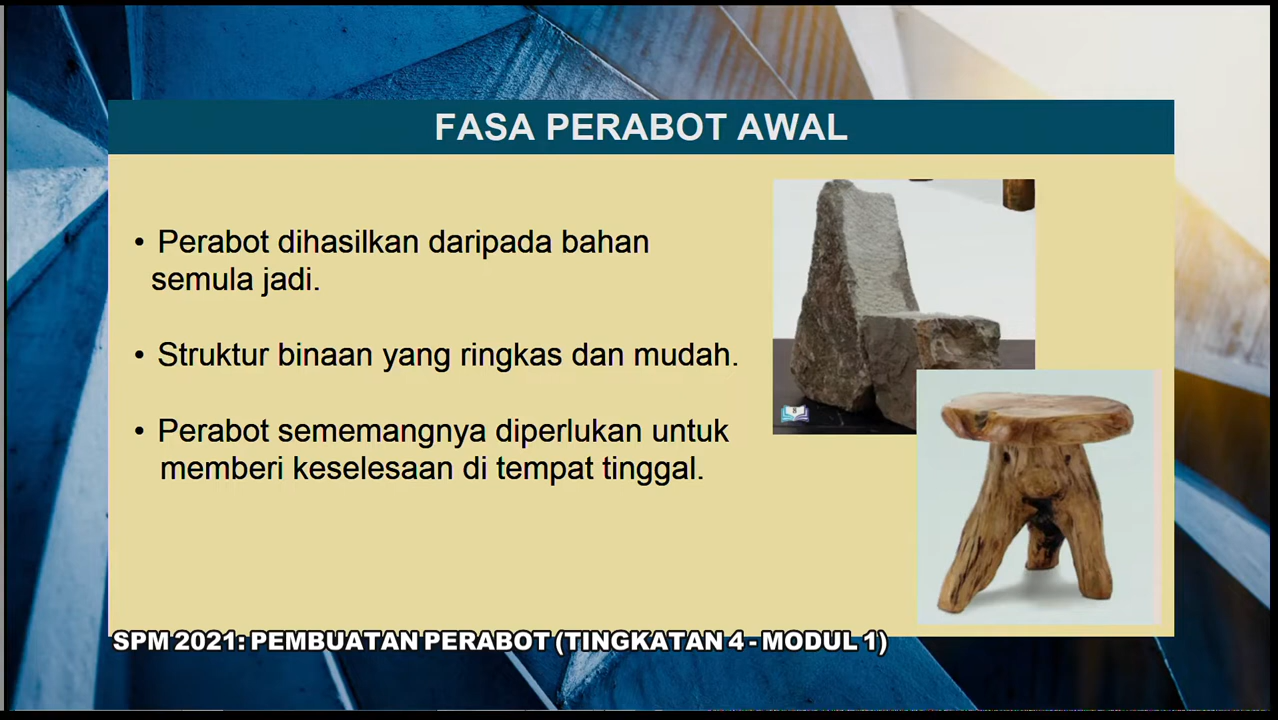 FASA PERABOT AWAL
• Perabot dihasilkan daripada bahan
semula jadi.
• Struktur binaan yang ringkas dan mudah.
• Perabot sememangnya diperlukan untuk
memberi keselesaan di tempat tinggal.
8
SPM 2021: PEMBUATAN PERABOT (TINGKATAN 4 - MODUL 1)